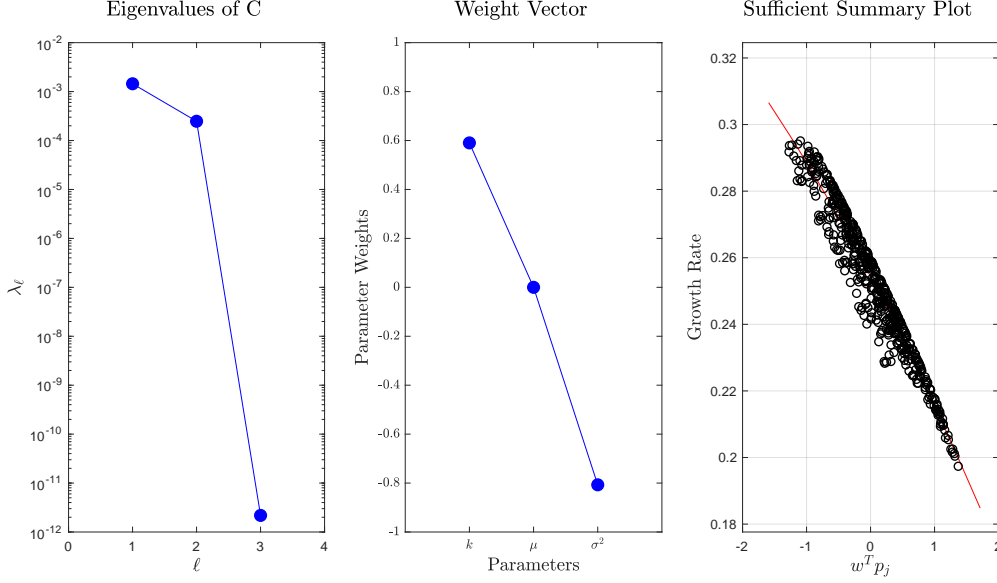 Eigenvalues of C
10^-2
10^-3
10^-4
10^-5
10^-6
10^-7
10^-8
10^-9
10^-10
10^-11
10^-12
λ_ℓ
0 1 2 3 4
ℓ
Weight Vector
1
0.8
0.6
0.4
0.2
0
-0.2
-0.4
-0.6
-0.8
-1
Parameter Weights
k μ σ²
Parameters
Sufficient Summary Plot
0.32
0.3
0.28
0.26
0.24
0.22
0.2
0.18
Growth Rate
-2 -1 0 1 2
w^T p_j